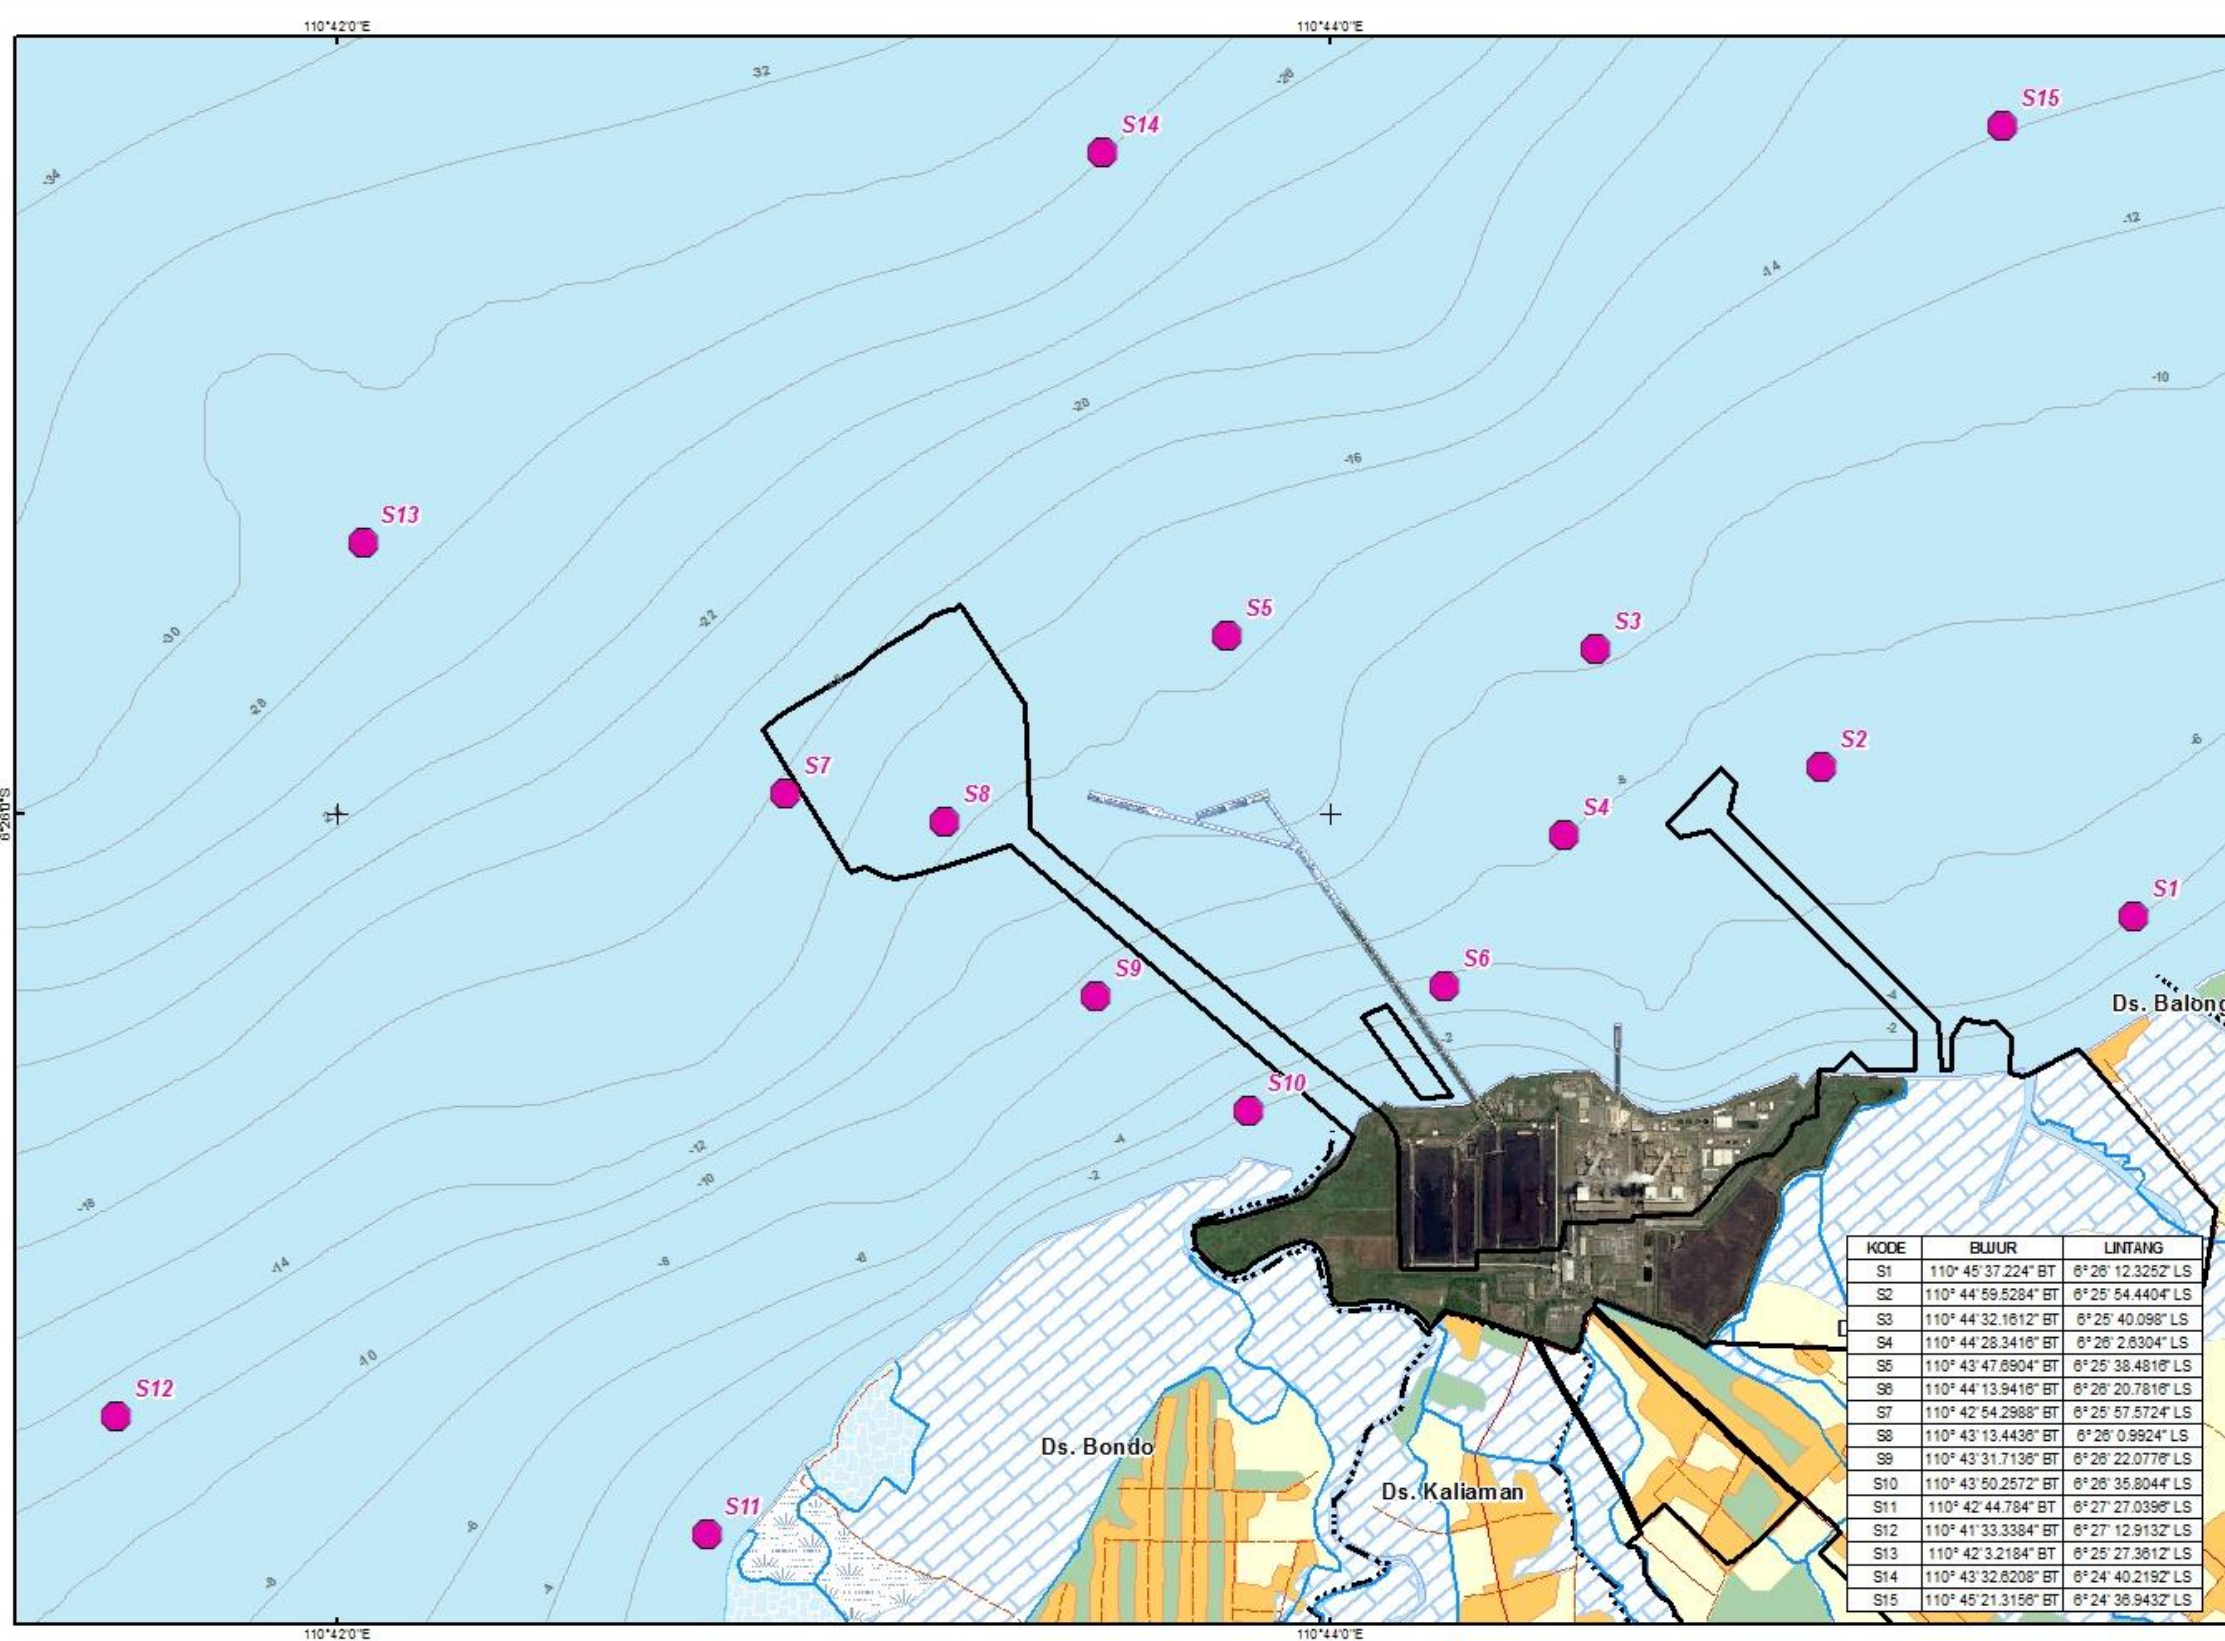 110°42'0"E
110°44'0"E
-32
-26
S15
S14
-34
-12
-14
-10
-20
-16
S13
S5
S3
-22
-30
-28
S2
-6
S7
-8
S8
S4
6°26'0"S
S1
S6
S9
-4
Ds. Balong
-2
-2
S10
-4
-12
-2
-10
-18
-6
-8
-14
-10
S12
Ds. Bondo
Ds. Kaliaman
S11
-6
-8
-4
KODE BUJUR LINTANG
S1 110° 45' 37.224" BT 6° 26' 12.3252" LS
S2 110° 44' 59.5284" BT 6° 25' 54.4404" LS
S3 110° 44' 32.1612" BT 6° 25' 40.098" LS
S4 110° 44' 28.3416" BT 6° 26' 2.6304" LS
S5 110° 43' 47.6904" BT 6° 25' 38.4816" LS
S6 110° 44' 13.9416" BT 6° 26' 20.7816" LS
S7 110° 42' 54.2988" BT 6° 25' 57.5724" LS
S8 110° 43' 13.4436" BT 6° 26' 0.9924" LS
S9 110° 43' 31.7136" BT 6° 26' 22.0776" LS
S10 110° 43' 50.2572" BT 6° 26' 35.8044" LS
S11 110° 42' 44.784" BT 6° 27' 27.0396" LS
S12 110° 41' 33.3384" BT 6° 27' 12.9132" LS
S13 110° 42' 3.2184" BT 6° 25' 27.3612" LS
S14 110° 43' 32.6208" BT 6° 24' 40.2192" LS
S15 110° 45' 21.3156" BT 6° 24' 36.9432" LS
110°42'0"E
110°44'0"E